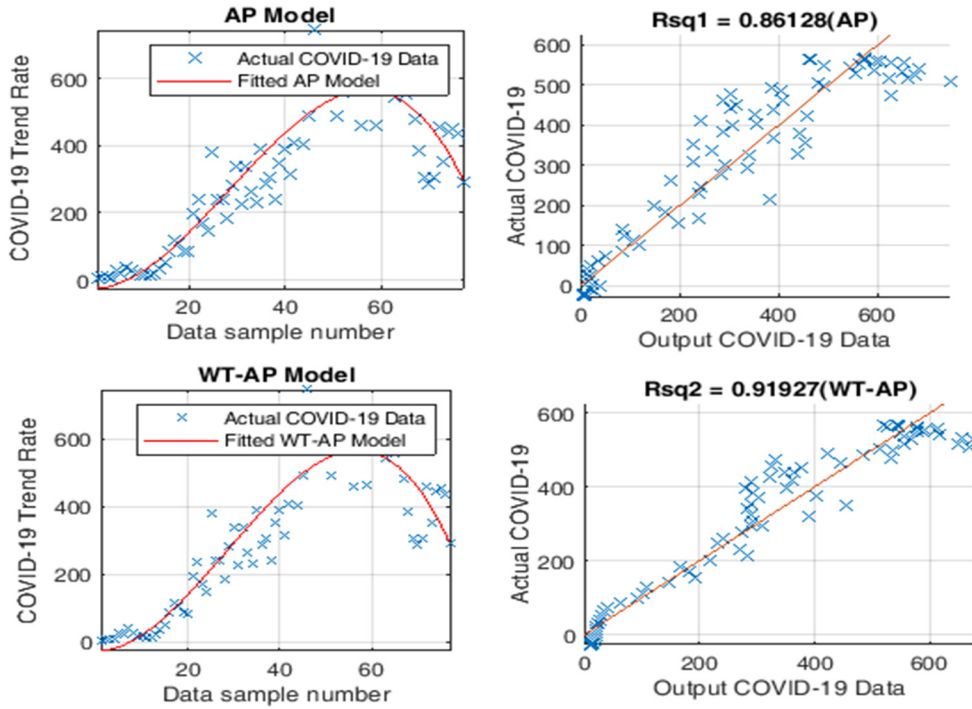 AP Model
Actual COVID-19 Data
Fitted AP Model
COVID-19 Trend Rate
600
400
200
0
20
40
60
Data sample number
Rsq1 = 0.86128(AP)
Actual COVID-19
600
500
400
300
200
100
0
0
200
400
600
Output COVID-19 Data
WT-AP Model
Actual COVID-19 Data
Fitted WT-AP Model
COVID-19 Trend Rate
600
400
200
0
20
40
60
Data sample number
Rsq2 = 0.91927(WT-AP)
Actual COVID-19
600
400
200
0
0
200
400
600
Output COVID-19 Data